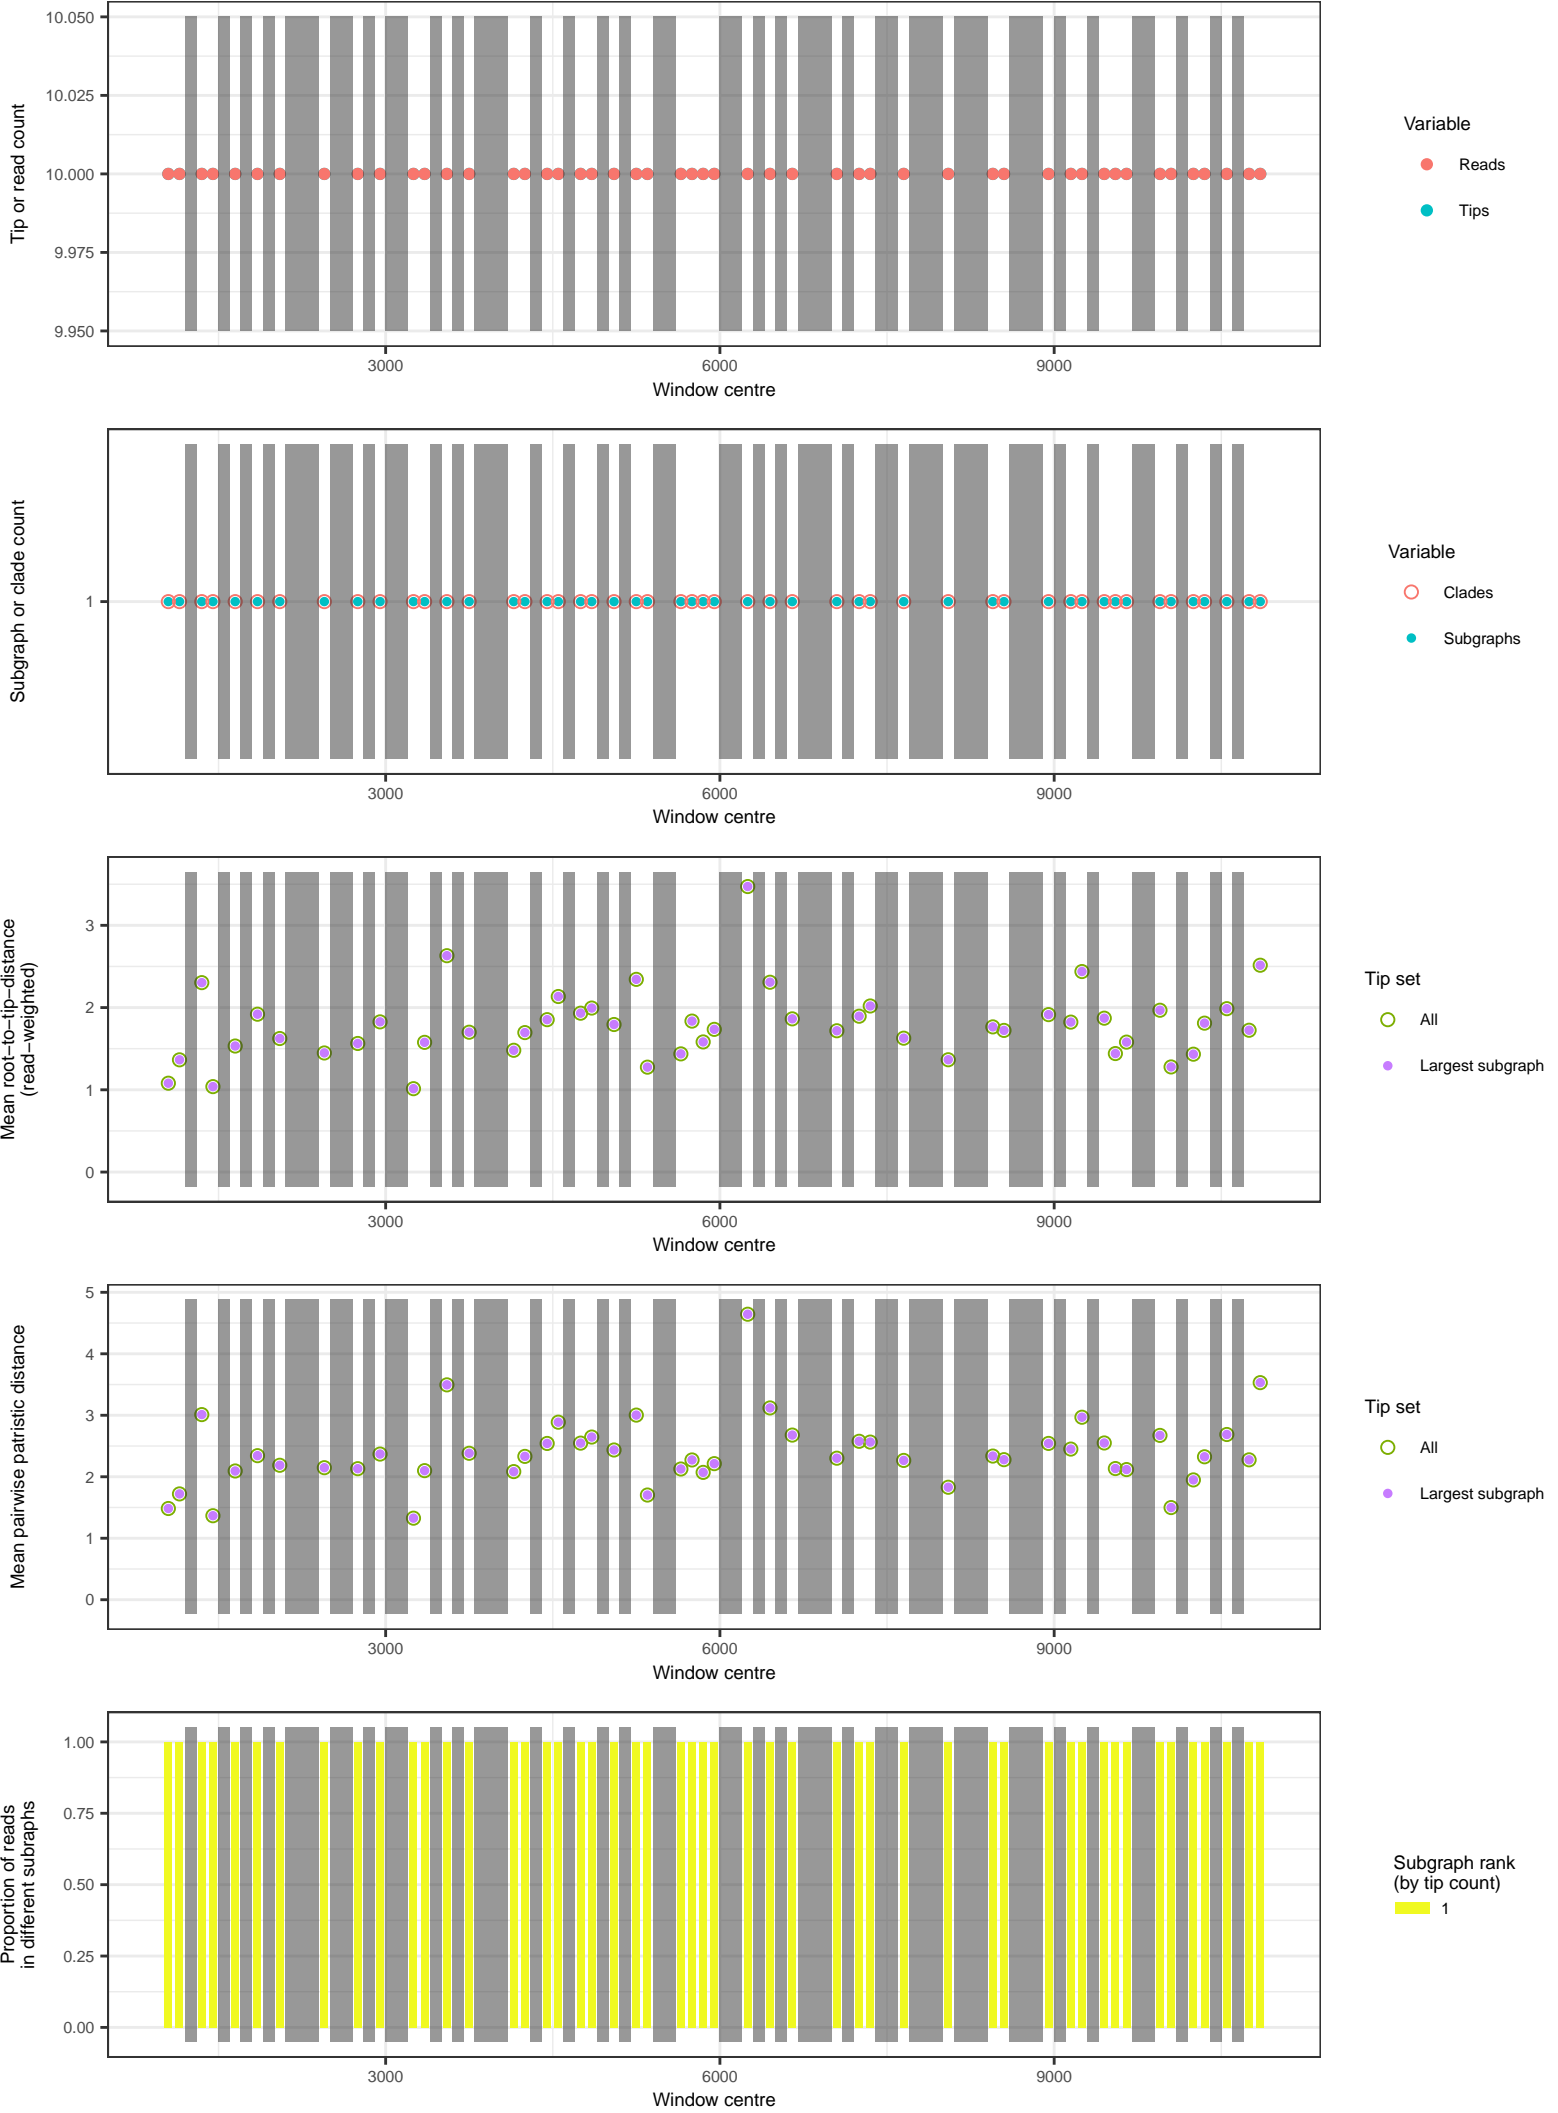 10.050
10.025
10.000
9.975
9.950
Tip or read count
3000
6000
9000
Window centre
Variable
Reads
Tips
1
Subgraph or clade count
3000
6000
9000
Window centre
Variable
Clades
Subgraphs
3
2
1
0
Mean root−to−tip−distance
(read−weighted)
3000
6000
9000
Window centre
Tip set
All
Largest subgraph
5
4
3
2
1
0
Mean pairwise patristic distance
3000
6000
9000
Window centre
Tip set
All
Largest subgraph
1.00
0.75
0.50
0.25
0.00
Proportion of reads
in different subraphs
3000
6000
9000
Window centre
Subgraph rank
(by tip count)
1